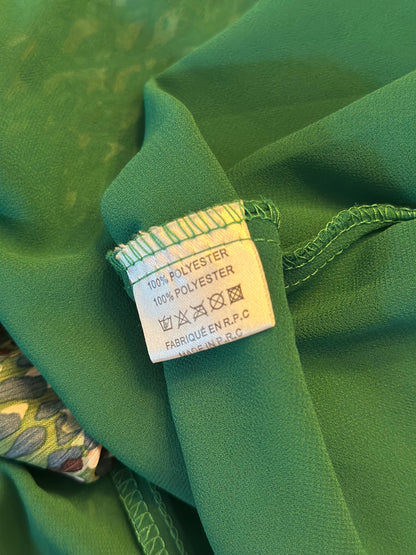 100% POLYESTER
100% POLYESTER
FABRIQUÉ EN R.P.C
MADE IN P.R.C